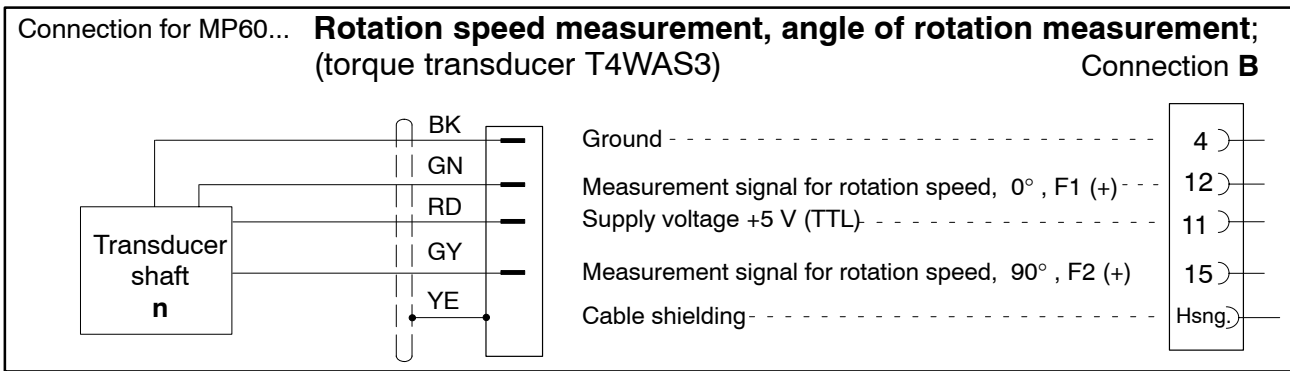 Connection for MP60... Rotation speed measurement, angle of rotation measurement;
(torque transducer T4WAS3) Connection B
BK Ground 4
GN Measurement signal for rotation speed, 0° , F1 (+) 12
RD Supply voltage +5 V (TTL) 11
GY Measurement signal for rotation speed, 90° , F2 (+) 15
YE Cable shielding Hsng.
Transducer
shaft
n